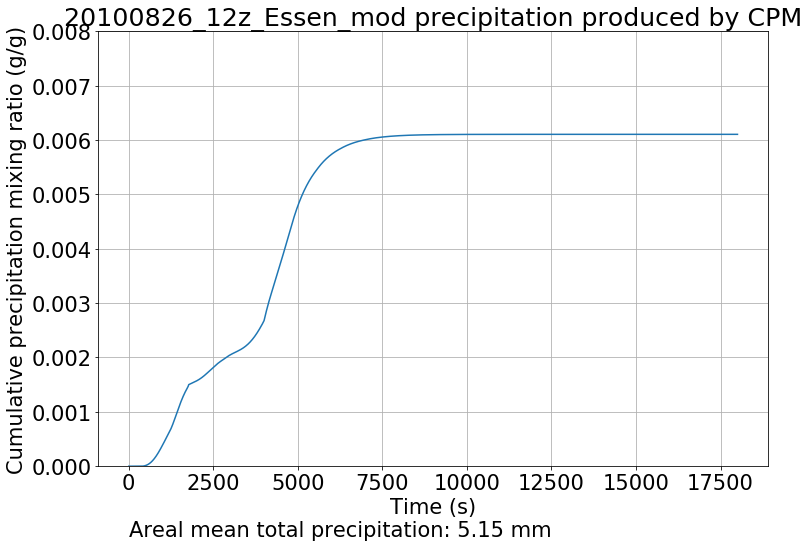 20100826_12z_Essen_mod precipitation produced by CPM
Cumulative precipitation mixing ratio (g/g)
0.008
0.007
0.006
0.005
0.004
0.003
0.002
0.001
0.000
0 2500 5000 7500 10000 12500 15000 17500
Time (s)
Areal mean total precipitation: 5.15 mm